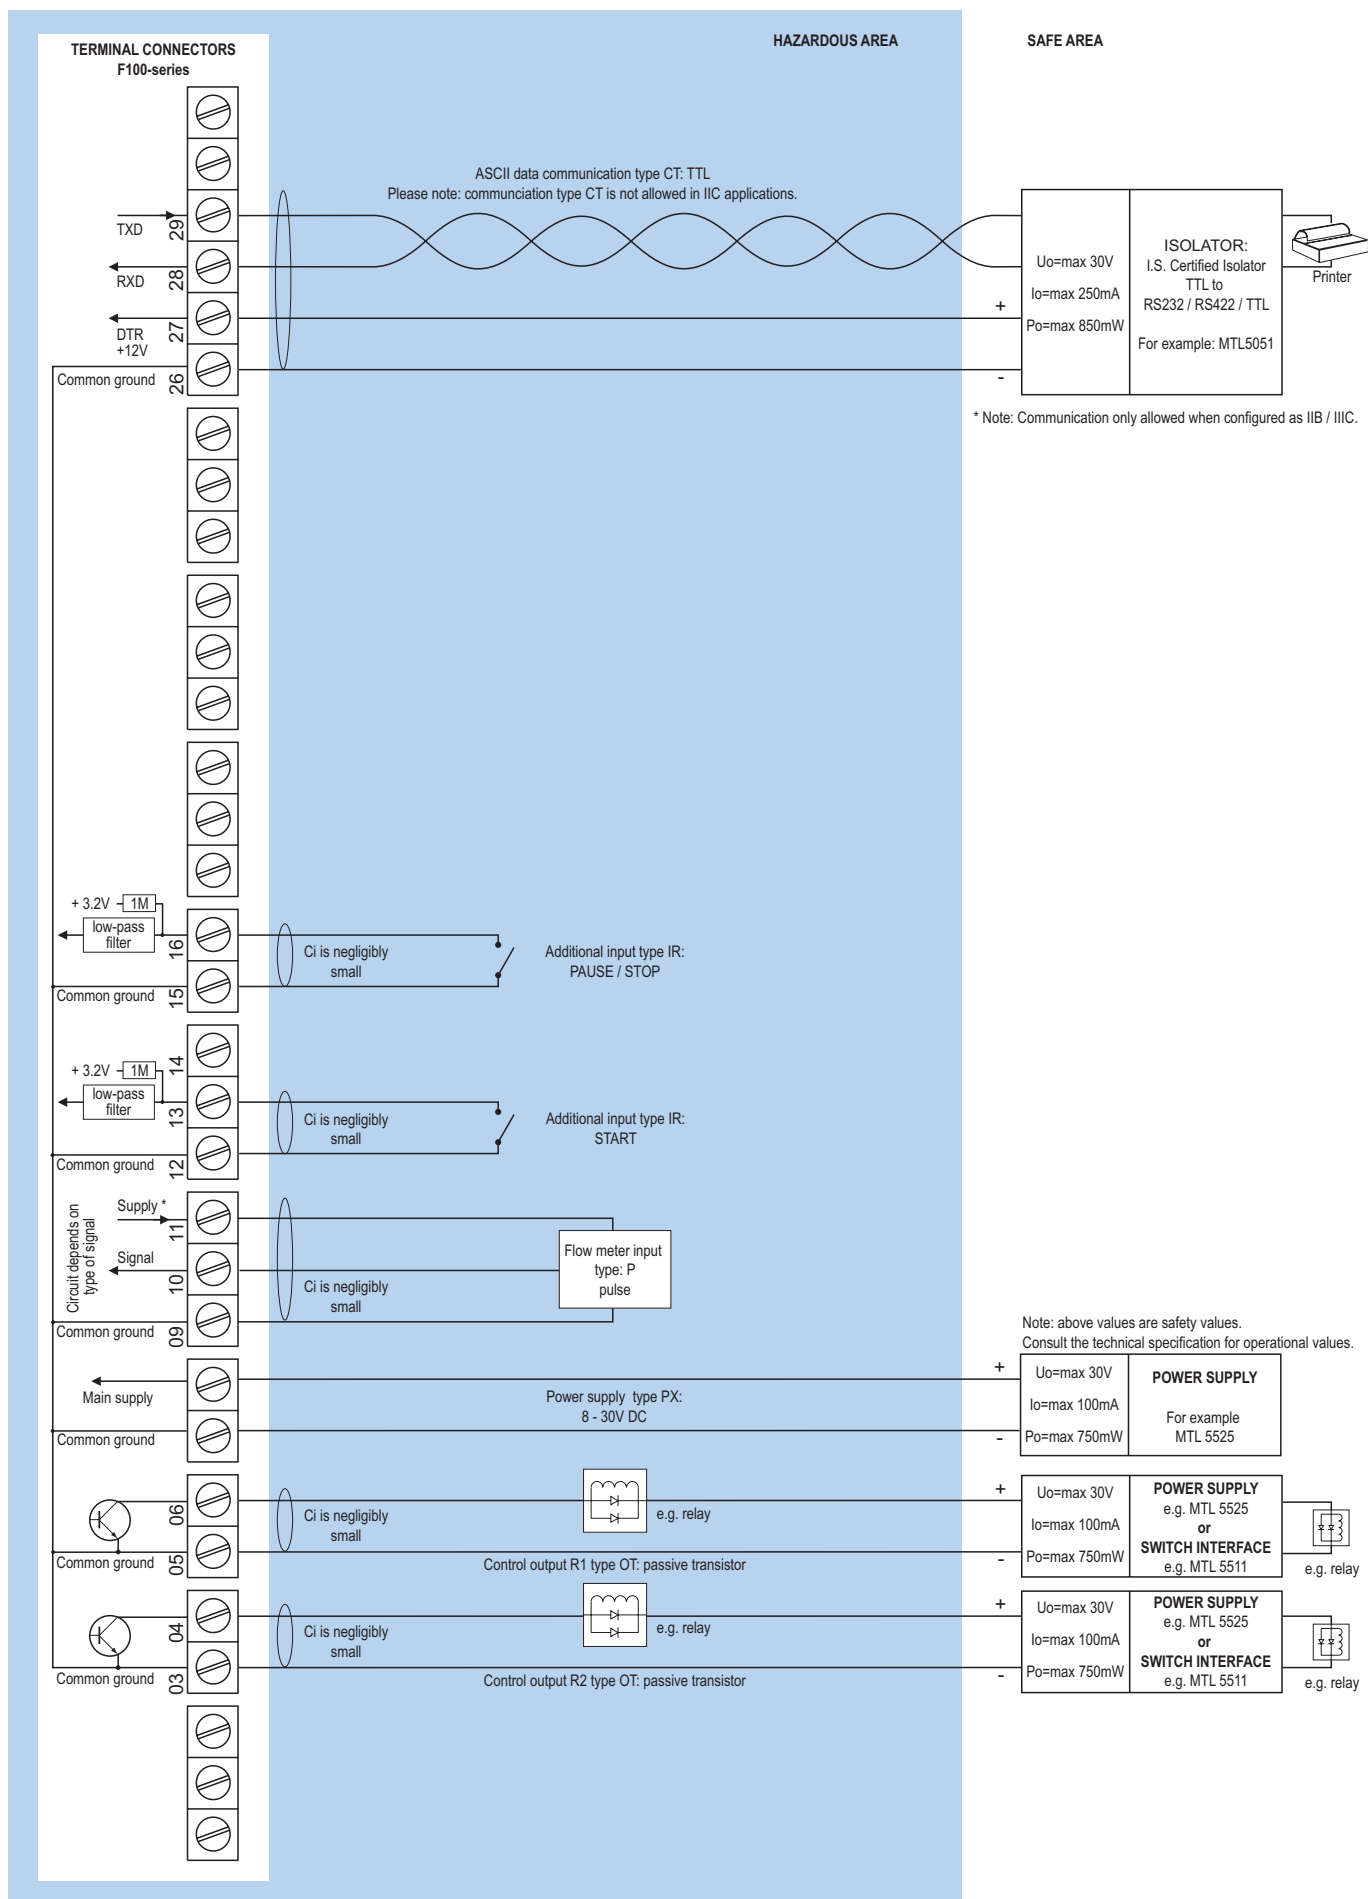 TERMINAL CONNECTORS
F100-series
HAZARDOUS AREA
SAFE AREA
ASCII data communication type CT: TTL
Please note: communciation type CT is not allowed in IIC applications.
TXD
29
RXD
28
DTR
+12V
27
Common ground
26
+
-
Uo=max 30V
Io=max 250mA
Po=max 850mW
ISOLATOR:
I.S. Certified Isolator
TTL to
RS232 / RS422 / TTL
For example: MTL5051
Printer
* Note: Communication only allowed when configured as IIB / IIIC.
+ 3.2V
1M
low-pass
filter
16
Common ground
15
Ci is negligibly
small
Additional input type IR:
PAUSE / STOP
14
+ 3.2V
1M
low-pass
filter
13
Common ground
12
Ci is negligibly
small
Additional input type IR:
START
Circuit depends on
type of signal
Supply *
11
Signal
10
Common ground
09
Ci is negligibly
small
Flow meter input
type: P
pulse
Note: above values are safety values.
Consult the technical specification for operational values.
Main supply
Common ground
Power supply type PX:
8 - 30V DC
+
-
Uo=max 30V
Io=max 100mA
Po=max 750mW
POWER SUPPLY
For example
MTL 5525
06
Common ground
05
Ci is negligibly
small
e.g. relay
Control output R1 type OT: passive transistor
+
-
Uo=max 30V
Io=max 100mA
Po=max 750mW
POWER SUPPLY
e.g. MTL 5525
or
SWITCH INTERFACE
e.g. MTL 5511
e.g. relay
04
Common ground
03
Ci is negligibly
small
e.g. relay
Control output R2 type OT: passive transistor
+
-
Uo=max 30V
Io=max 100mA
Po=max 750mW
POWER SUPPLY
e.g. MTL 5525
or
SWITCH INTERFACE
e.g. MTL 5511
e.g. relay